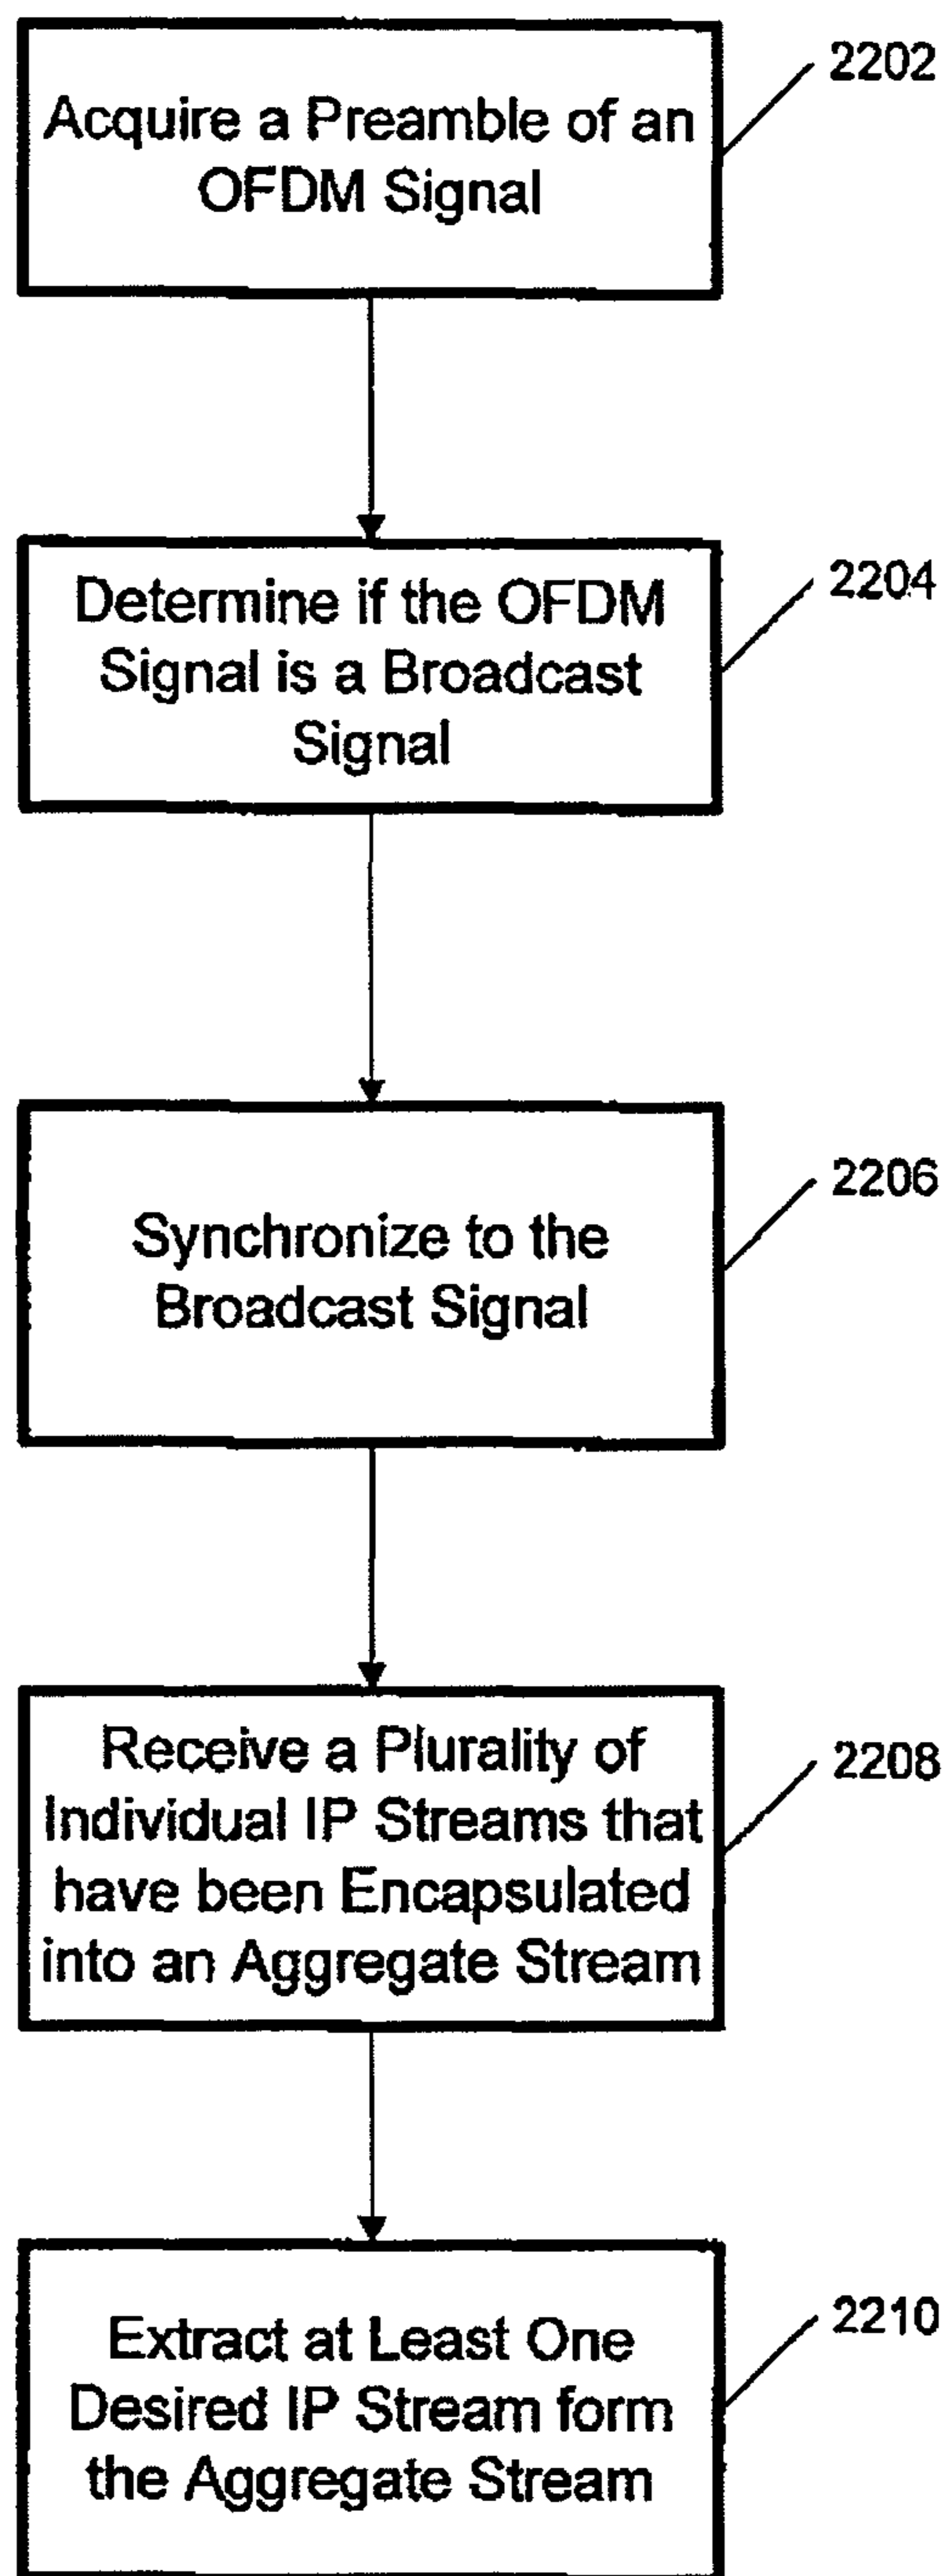 Acquire a Preamble of an
OFDM Signal
2202
Determine if the OFDM
Signal is a Broadcast
Signal
2204
Synchronize to the
Broadcast Signal
2206
Receive a Plurality of
Individual IP Streams that
have been Encapsulated
into an Aggregate Stream
2208
Extract at Least One
Desired IP Stream form
the Aggregate Stream
2210